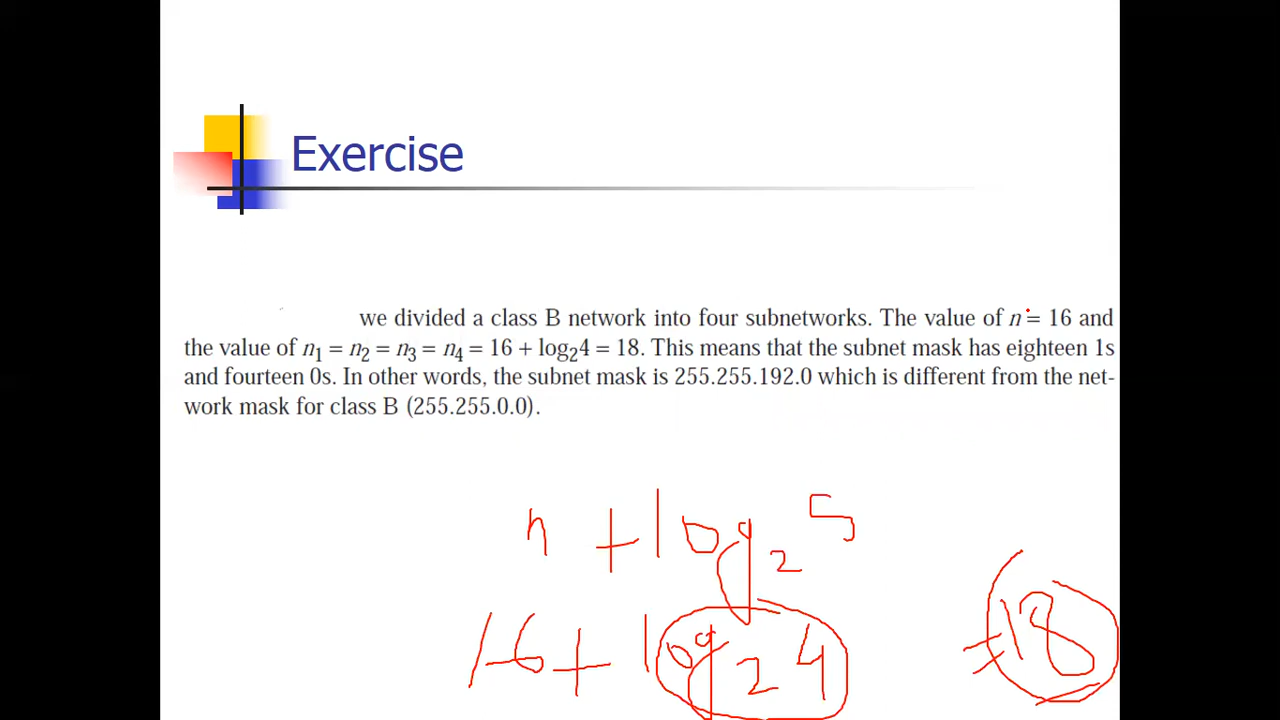 Exercise
we divided a class B network into four subnetworks. The value of n = 16 and
the value of n₁ = n₂ = n₃ = n₄ = 16 + log₂4 = 18. This means that the subnet mask has eighteen 1s
and fourteen 0s. In other words, the subnet mask is 255.255.192.0 which is different from the net-
work mask for class B (255.255.0.0).
n + log₂ S
16 + log₂ 4 = 18